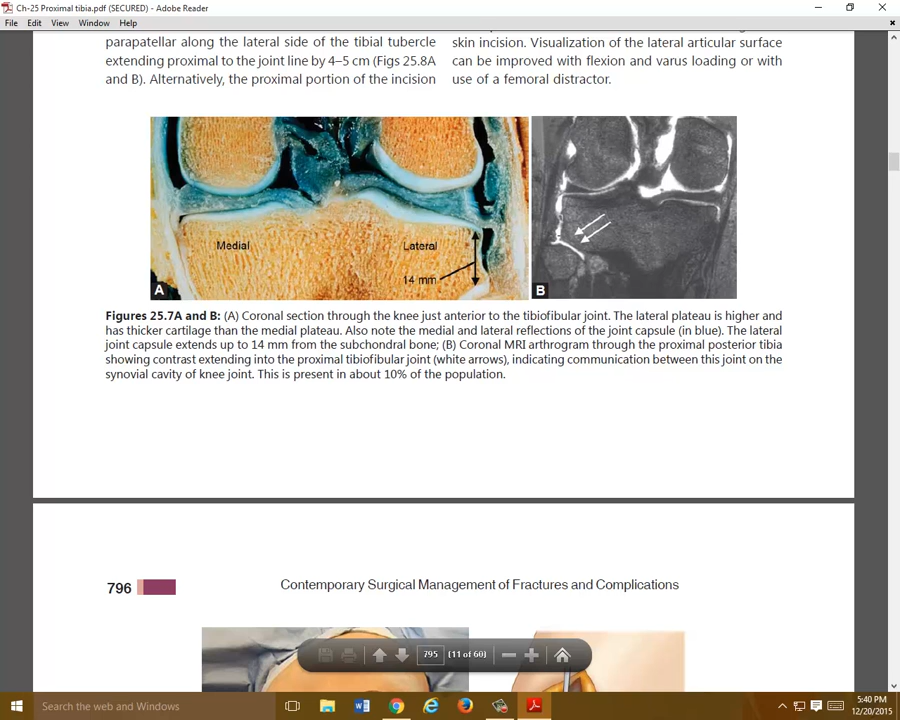 Ch-25 Proximal tibia.pdf (SECURED) - Adobe Reader
File Edit View Window Help
parapatellar along the lateral side of the tibial tubercle
extending proximal to the joint line by 4–5 cm (Figs 25.8A
and B). Alternatively, the proximal portion of the incision
skin incision. Visualization of the lateral articular surface
can be improved with flexion and varus loading or with
use of a femoral distractor.
Medial
Lateral
14 mm
A
B
Figures 25.7A and B: (A) Coronal section through the knee just anterior to the tibiofibular joint. The lateral plateau is higher and
has thicker cartilage than the medial plateau. Also note the medial and lateral reflections of the joint capsule (in blue). The lateral
joint capsule extends up to 14 mm from the subchondral bone; (B) Coronal MRI arthrogram through the proximal posterior tibia
showing contrast extending into the proximal tibiofibular joint (white arrows), indicating communication between this joint on the
synovial cavity of knee joint. This is present in about 10% of the population.
796
Contemporary Surgical Management of Fractures and Complications
795 (11 of 60)
Search the web and Windows
5:40 PM
12/20/2015